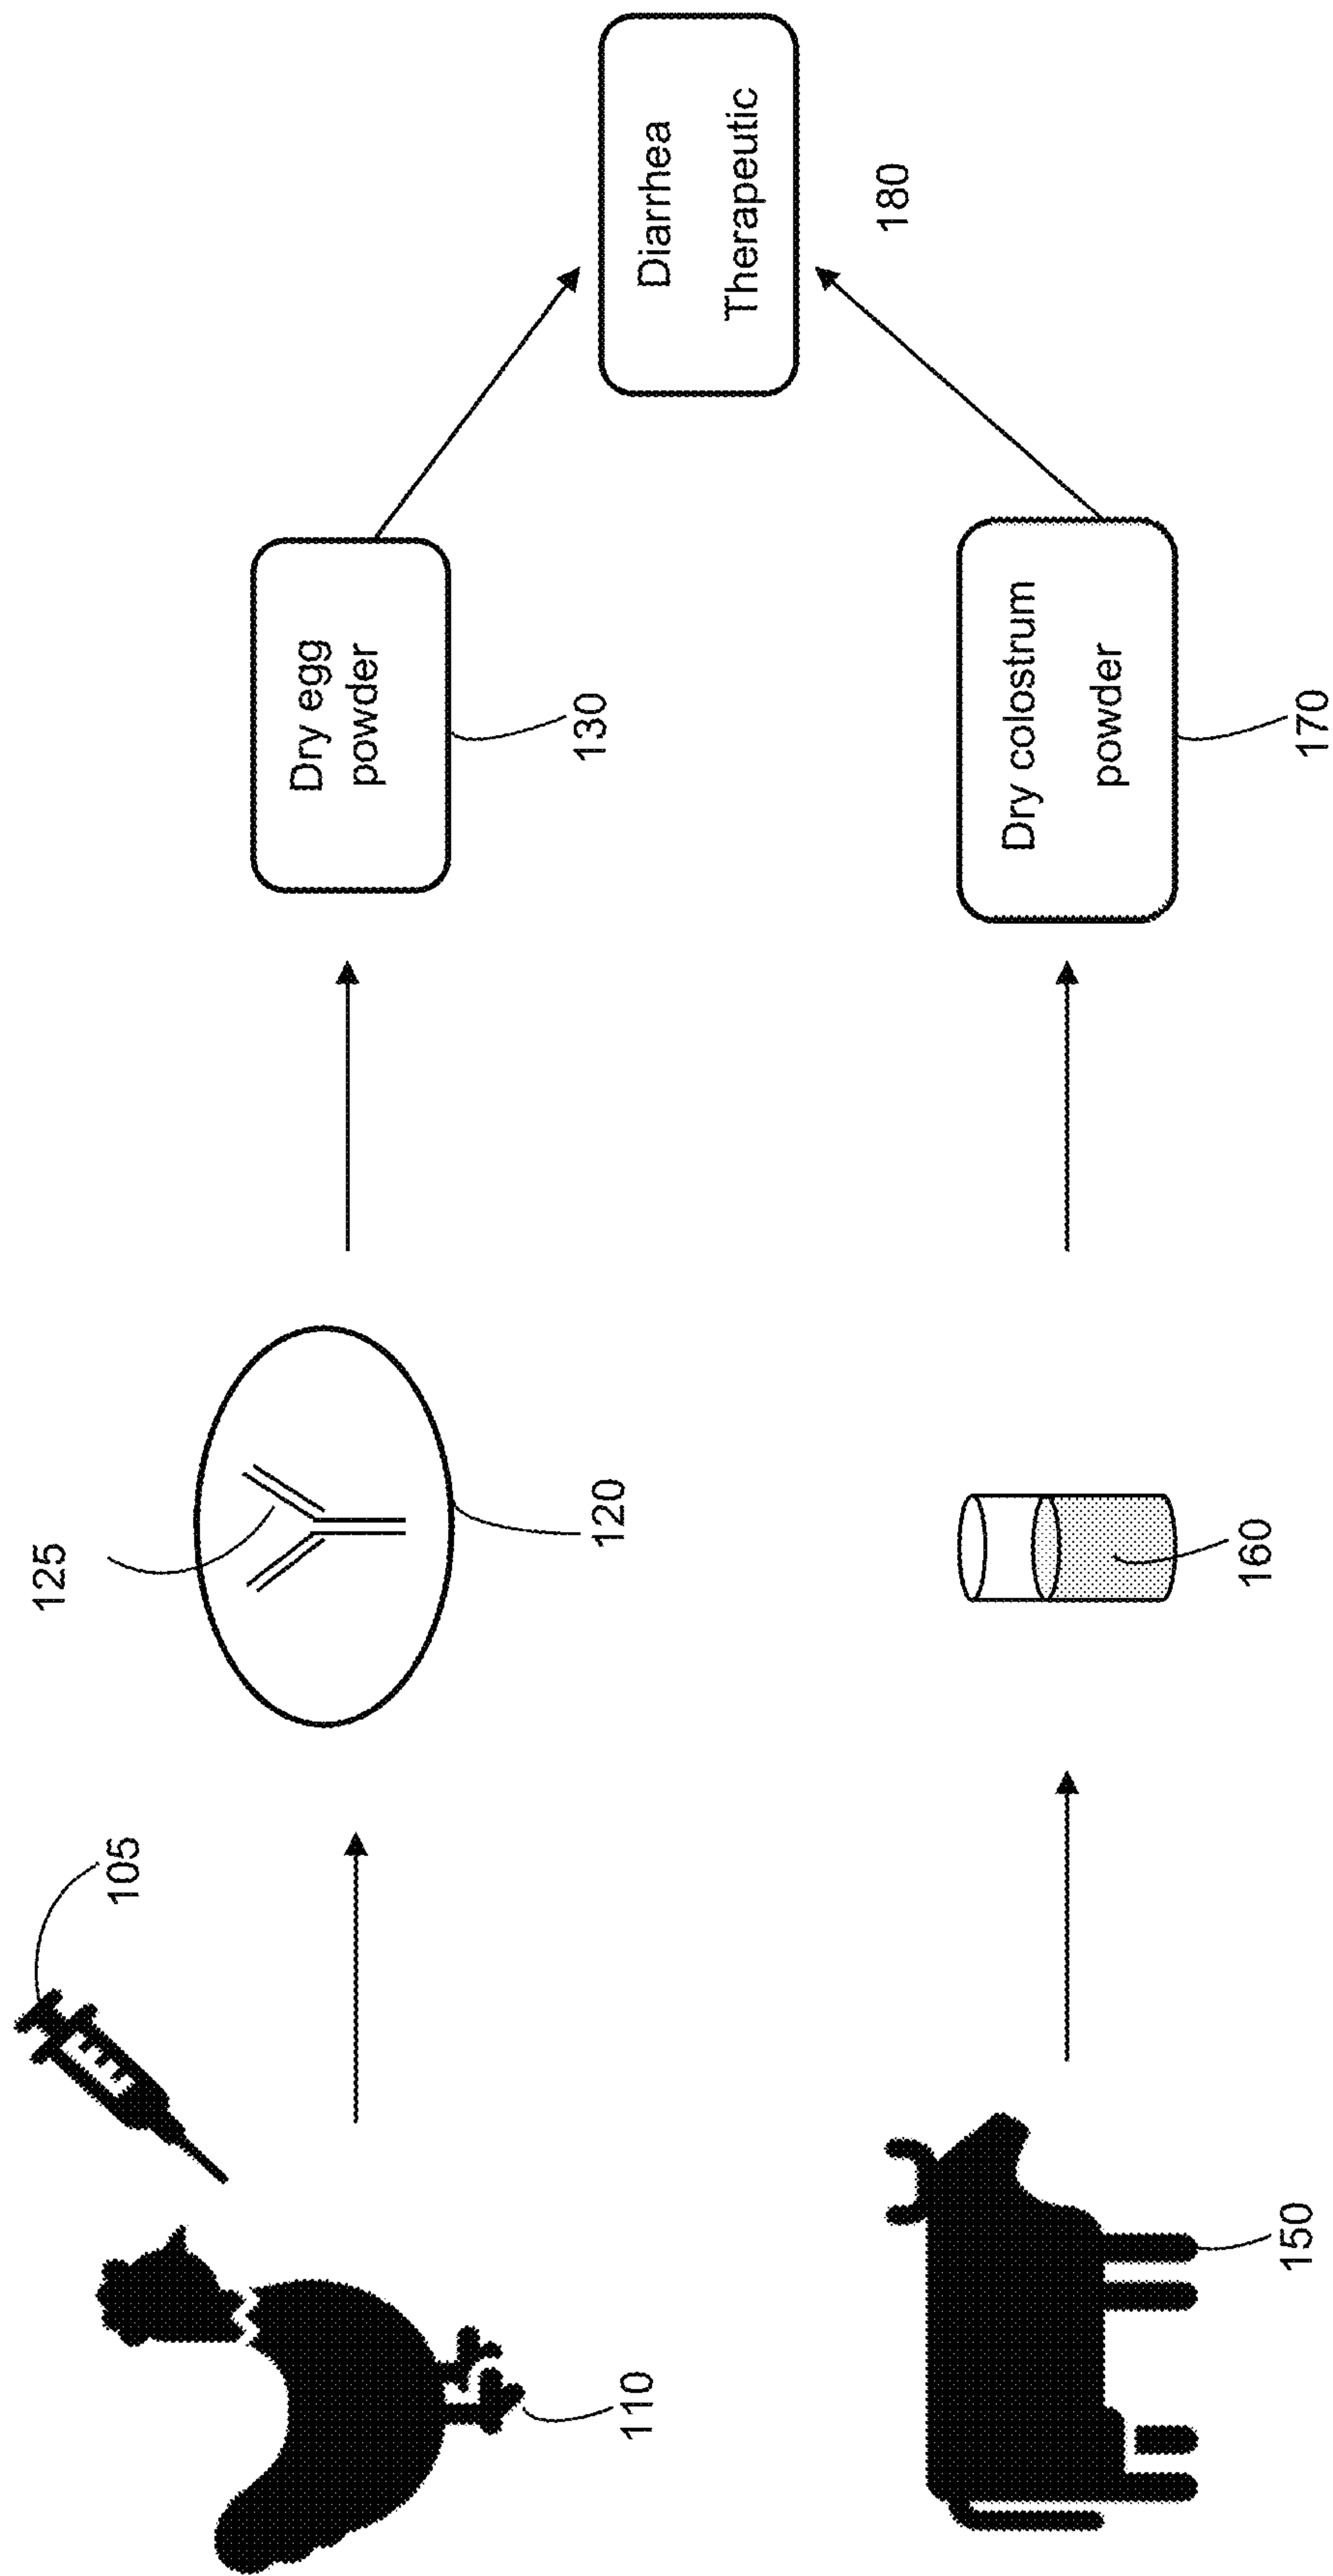 105
125
110
120
Dry egg
powder
130
Diarrhea
Therapeutic
180
150
160
Dry colostrum
powder
170